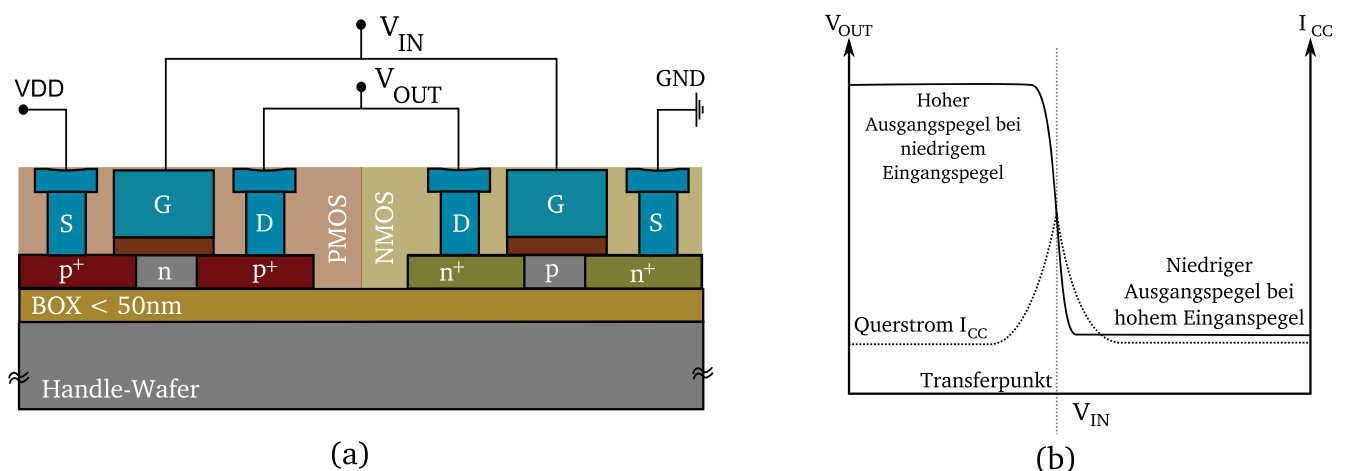 V_IN
V_OUT
VDD
GND
S
G
D
PMOS
NMOS
D
G
S
p+
n
p+
n+
p
n+
BOX < 50nm
Handle-Wafer
(a)
V_OUT
I_CC
Hoher
Ausgangspegel bei
niedrigem
Eingangspegel
Niedriger
Ausgangspegel bei
hohem Einganspegel
Querstrom I_CC
Transferpunkt
V_IN
(b)